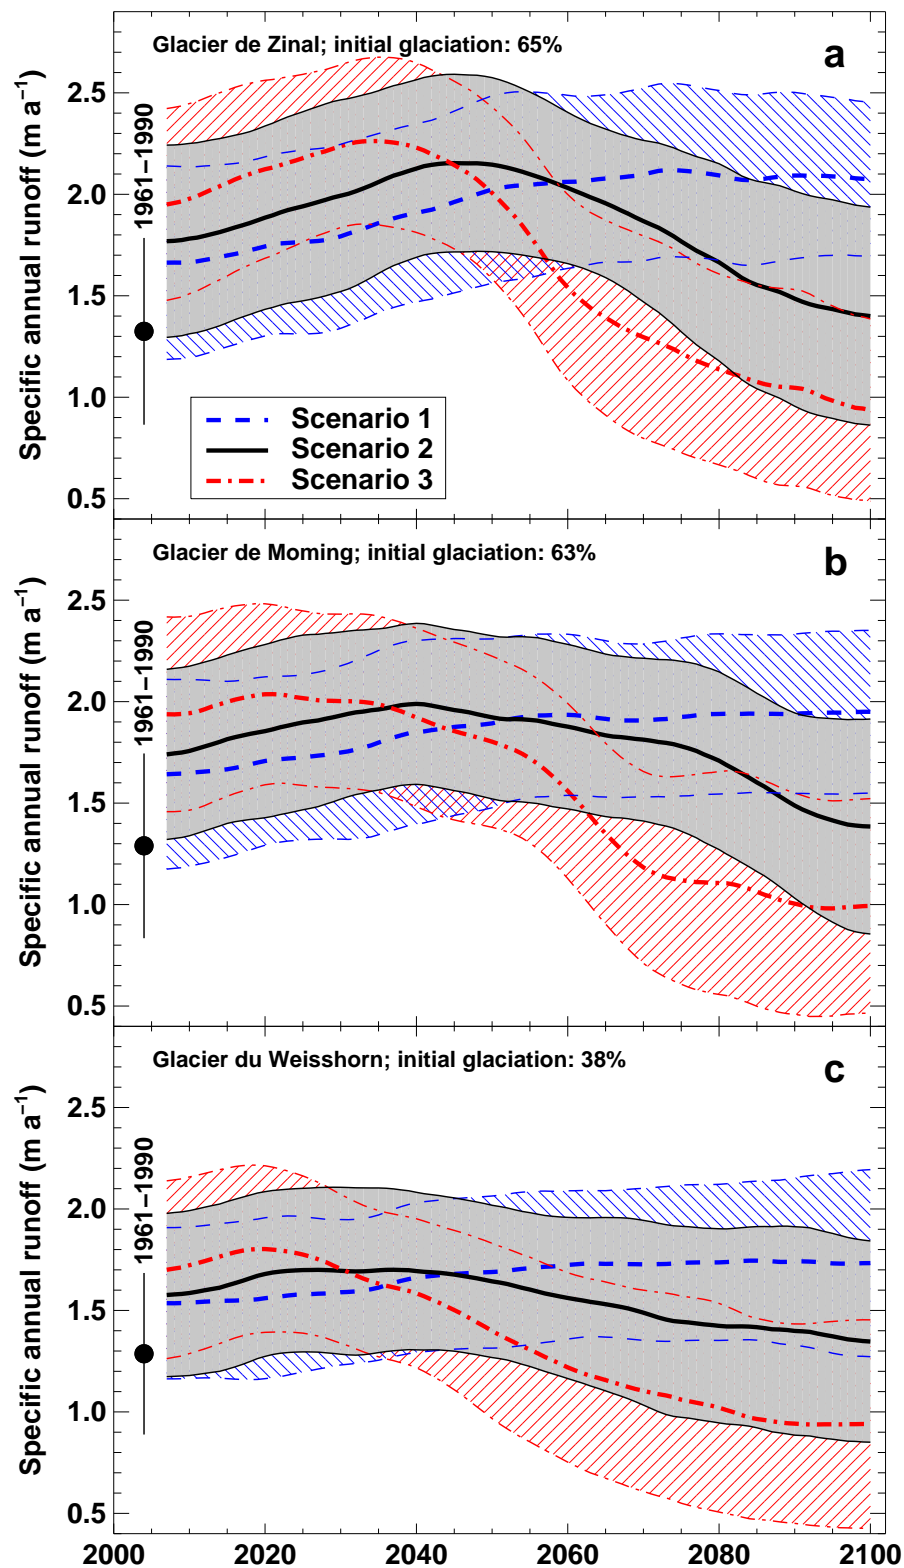 Glacier de Zinal; initial glaciation: 65%
a
Specific annual runoff (m a⁻¹)
2.5
2.0
1.5
1.0
0.5
1961−1990
Scenario 1
Scenario 2
Scenario 3
Glacier de Moming; initial glaciation: 63%
b
Specific annual runoff (m a⁻¹)
2.5
2.0
1.5
1.0
0.5
1961−1990
Glacier du Weisshorn; initial glaciation: 38%
c
Specific annual runoff (m a⁻¹)
2.5
2.0
1.5
1.0
0.5
1961−1990
2000 2020 2040 2060 2080 2100